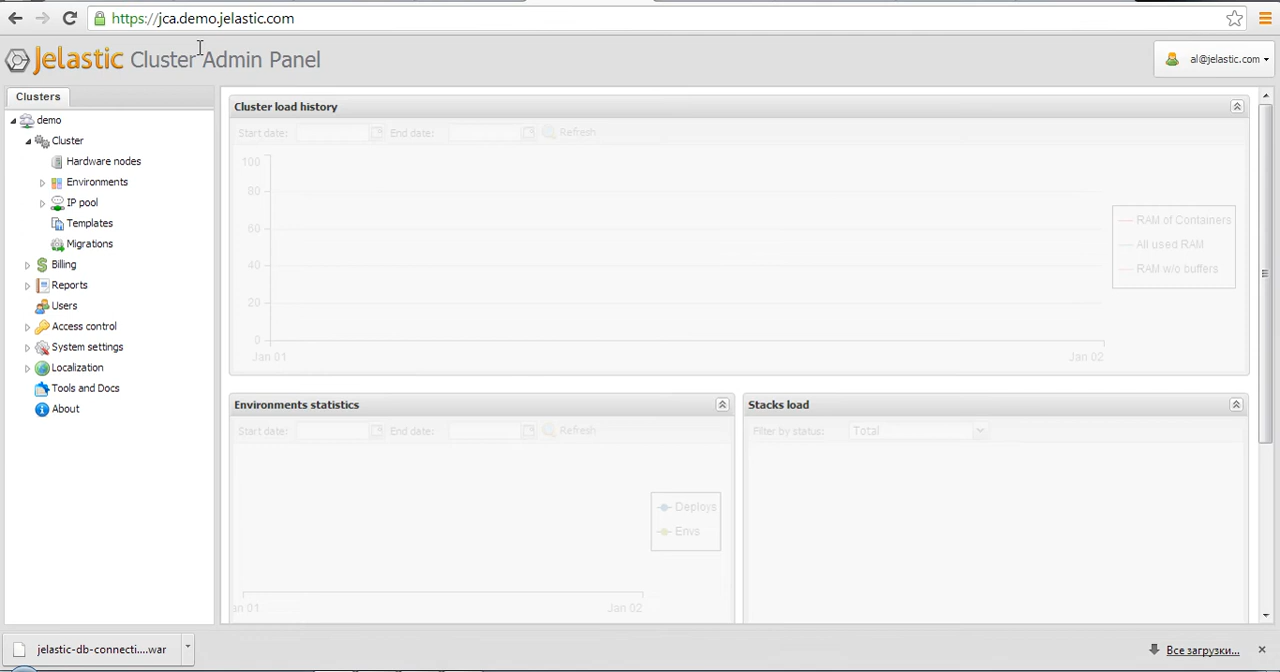 https://jca.demo.jelastic.com
Jelastic Cluster Admin Panel
al@jelastic.com
Clusters
demo
Cluster
Hardware nodes
Environments
IP pool
Templates
Migrations
Billing
Reports
Users
Access control
System settings
Localization
Tools and Docs
About
Cluster load history
Start date: End date: Refresh
100
80
60
40
20
0
Jan 01 Jan 02
RAM of Containers
All used RAM
RAM w/o buffers
Environments statistics
Start date: End date: Refresh
Deploys
Envs
an 01 Jan 02
Stacks load
Filter by status: Total
jelastic-db-connecti....war
Все загрузки...